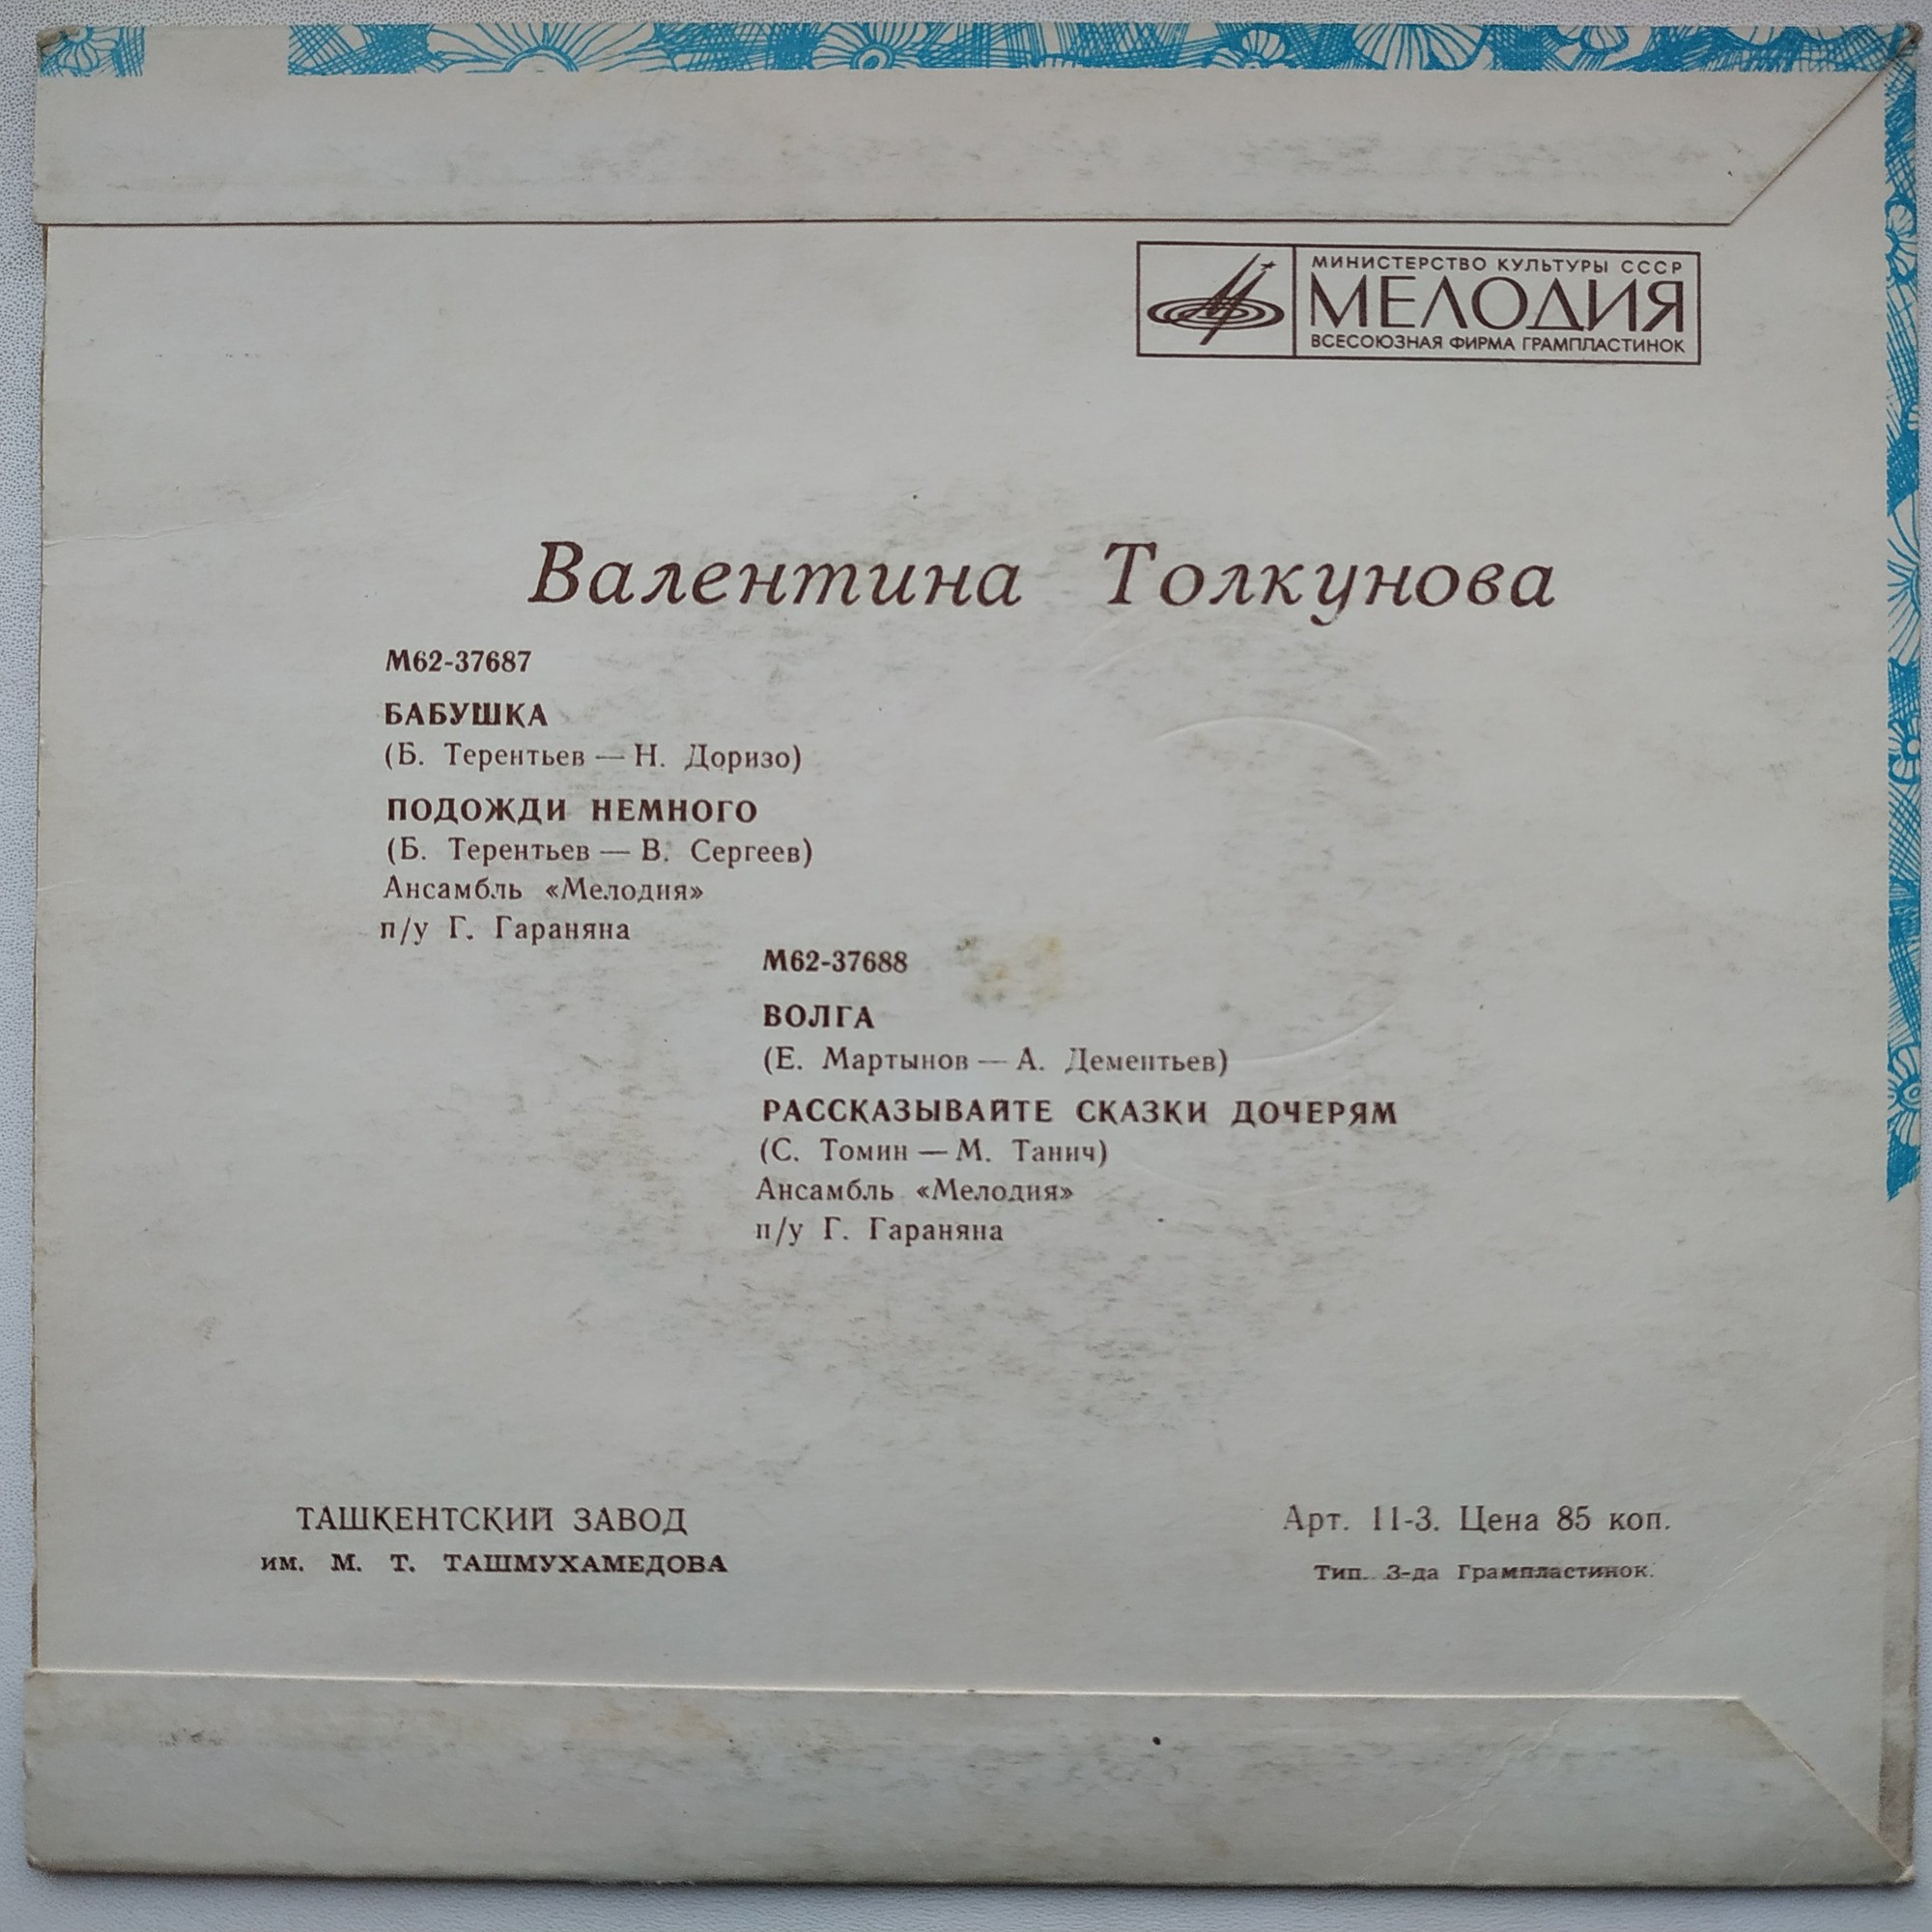 МИНИСТЕРСТВО КУЛЬТУРЫ СССР
МЕЛОДИЯ
ВСЕСОЮЗНАЯ ФИРМА ГРАМПЛАСТИНОК
Валентина Толкунова
М62-37687
БАБУШКА
(Б. Терентьев — Н. Доризо)
ПОДОЖДИ НЕМНОГО
(Б. Терентьев — В. Сергеев)
Ансамбль «Мелодия»
п/у Г. Гараняна
М62-37688
ВОЛГА
(Е. Мартынов — А. Дементьев)
РАССКАЗЫВАЙТЕ СКАЗКИ ДОЧЕРЯМ
(С. Томин — М. Танич)
Ансамбль «Мелодия»
п/у Г. Гараняна
ТАШКЕНТСКИЙ ЗАВОД
им. М. Т. ТАШМУХАМЕДОВА
Арт. 11-3. Цена 85 коп.
Тип. З-да Грампластинок.